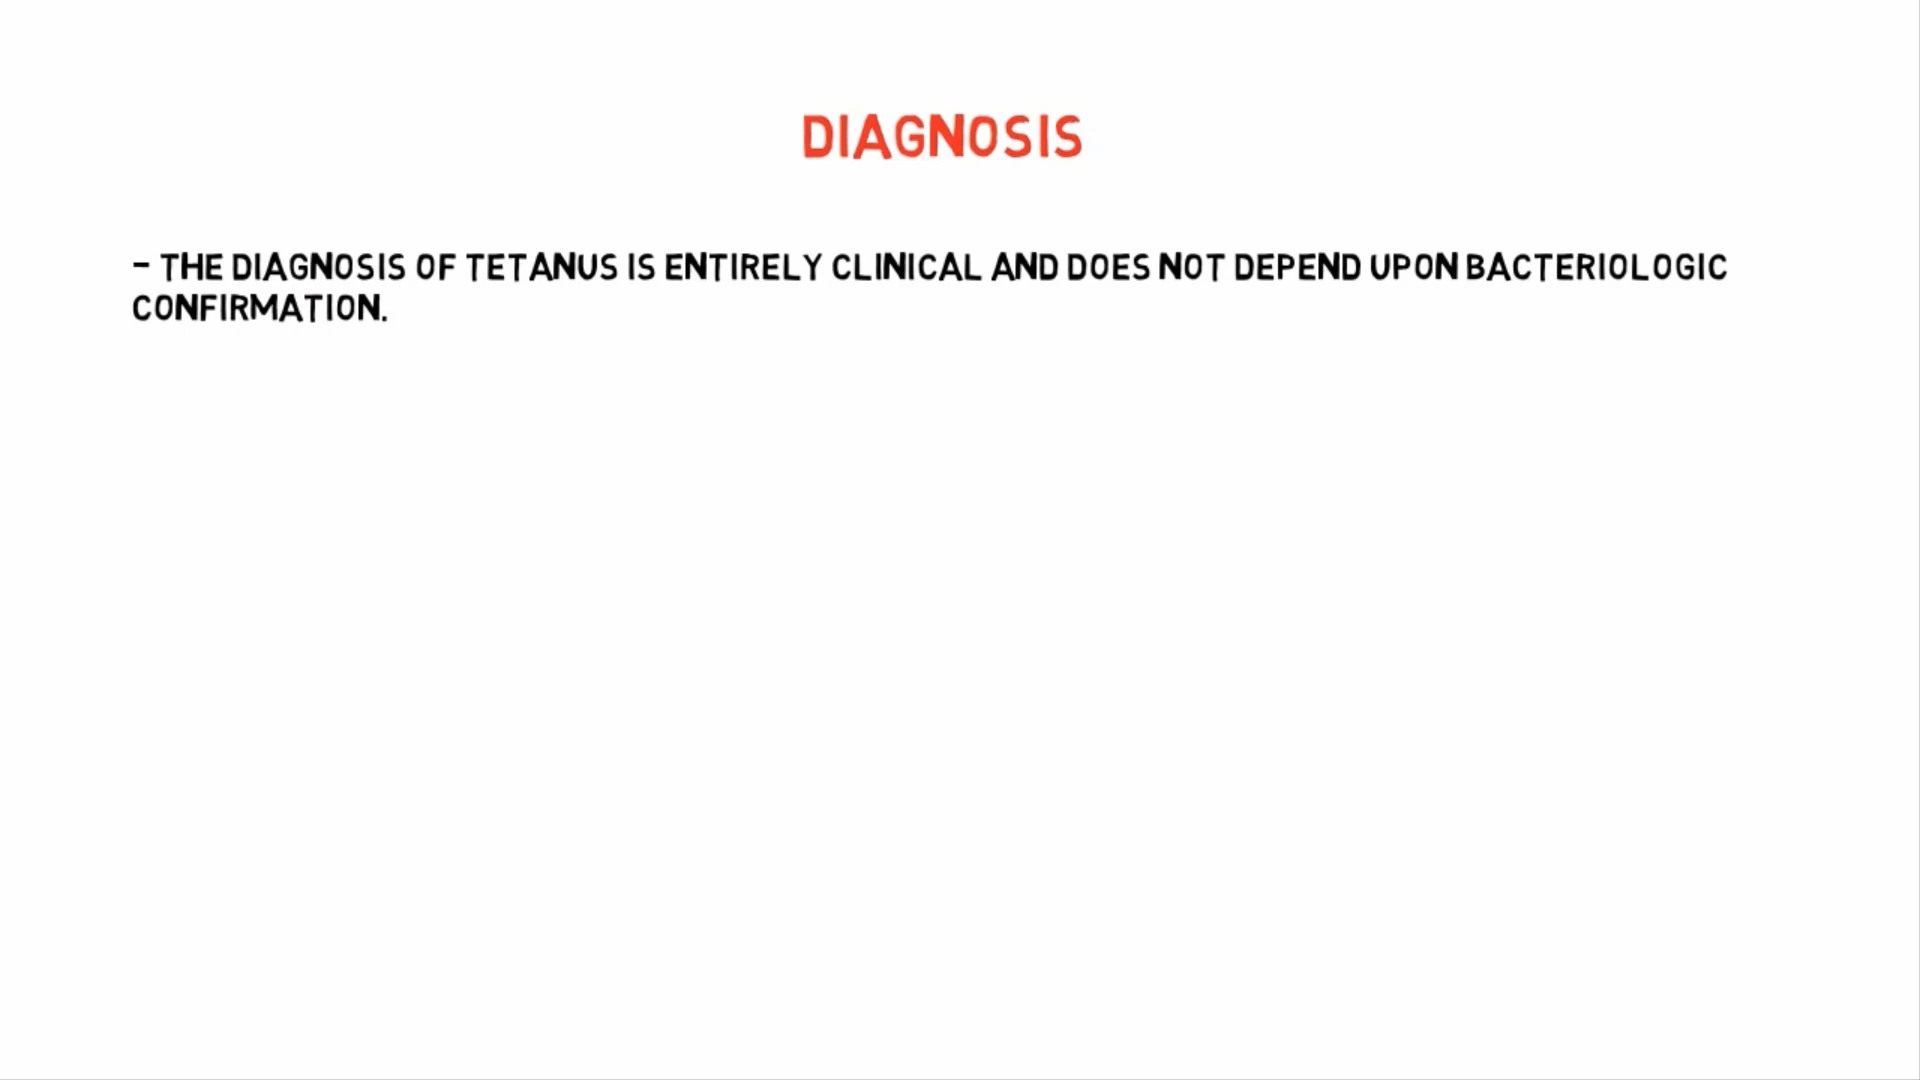 DIAGNOSIS
- THE DIAGNOSIS OF TETANUS IS ENTIRELY CLINICAL AND DOES NOT DEPEND UPON BACTERIOLOGIC
CONFIRMATION.